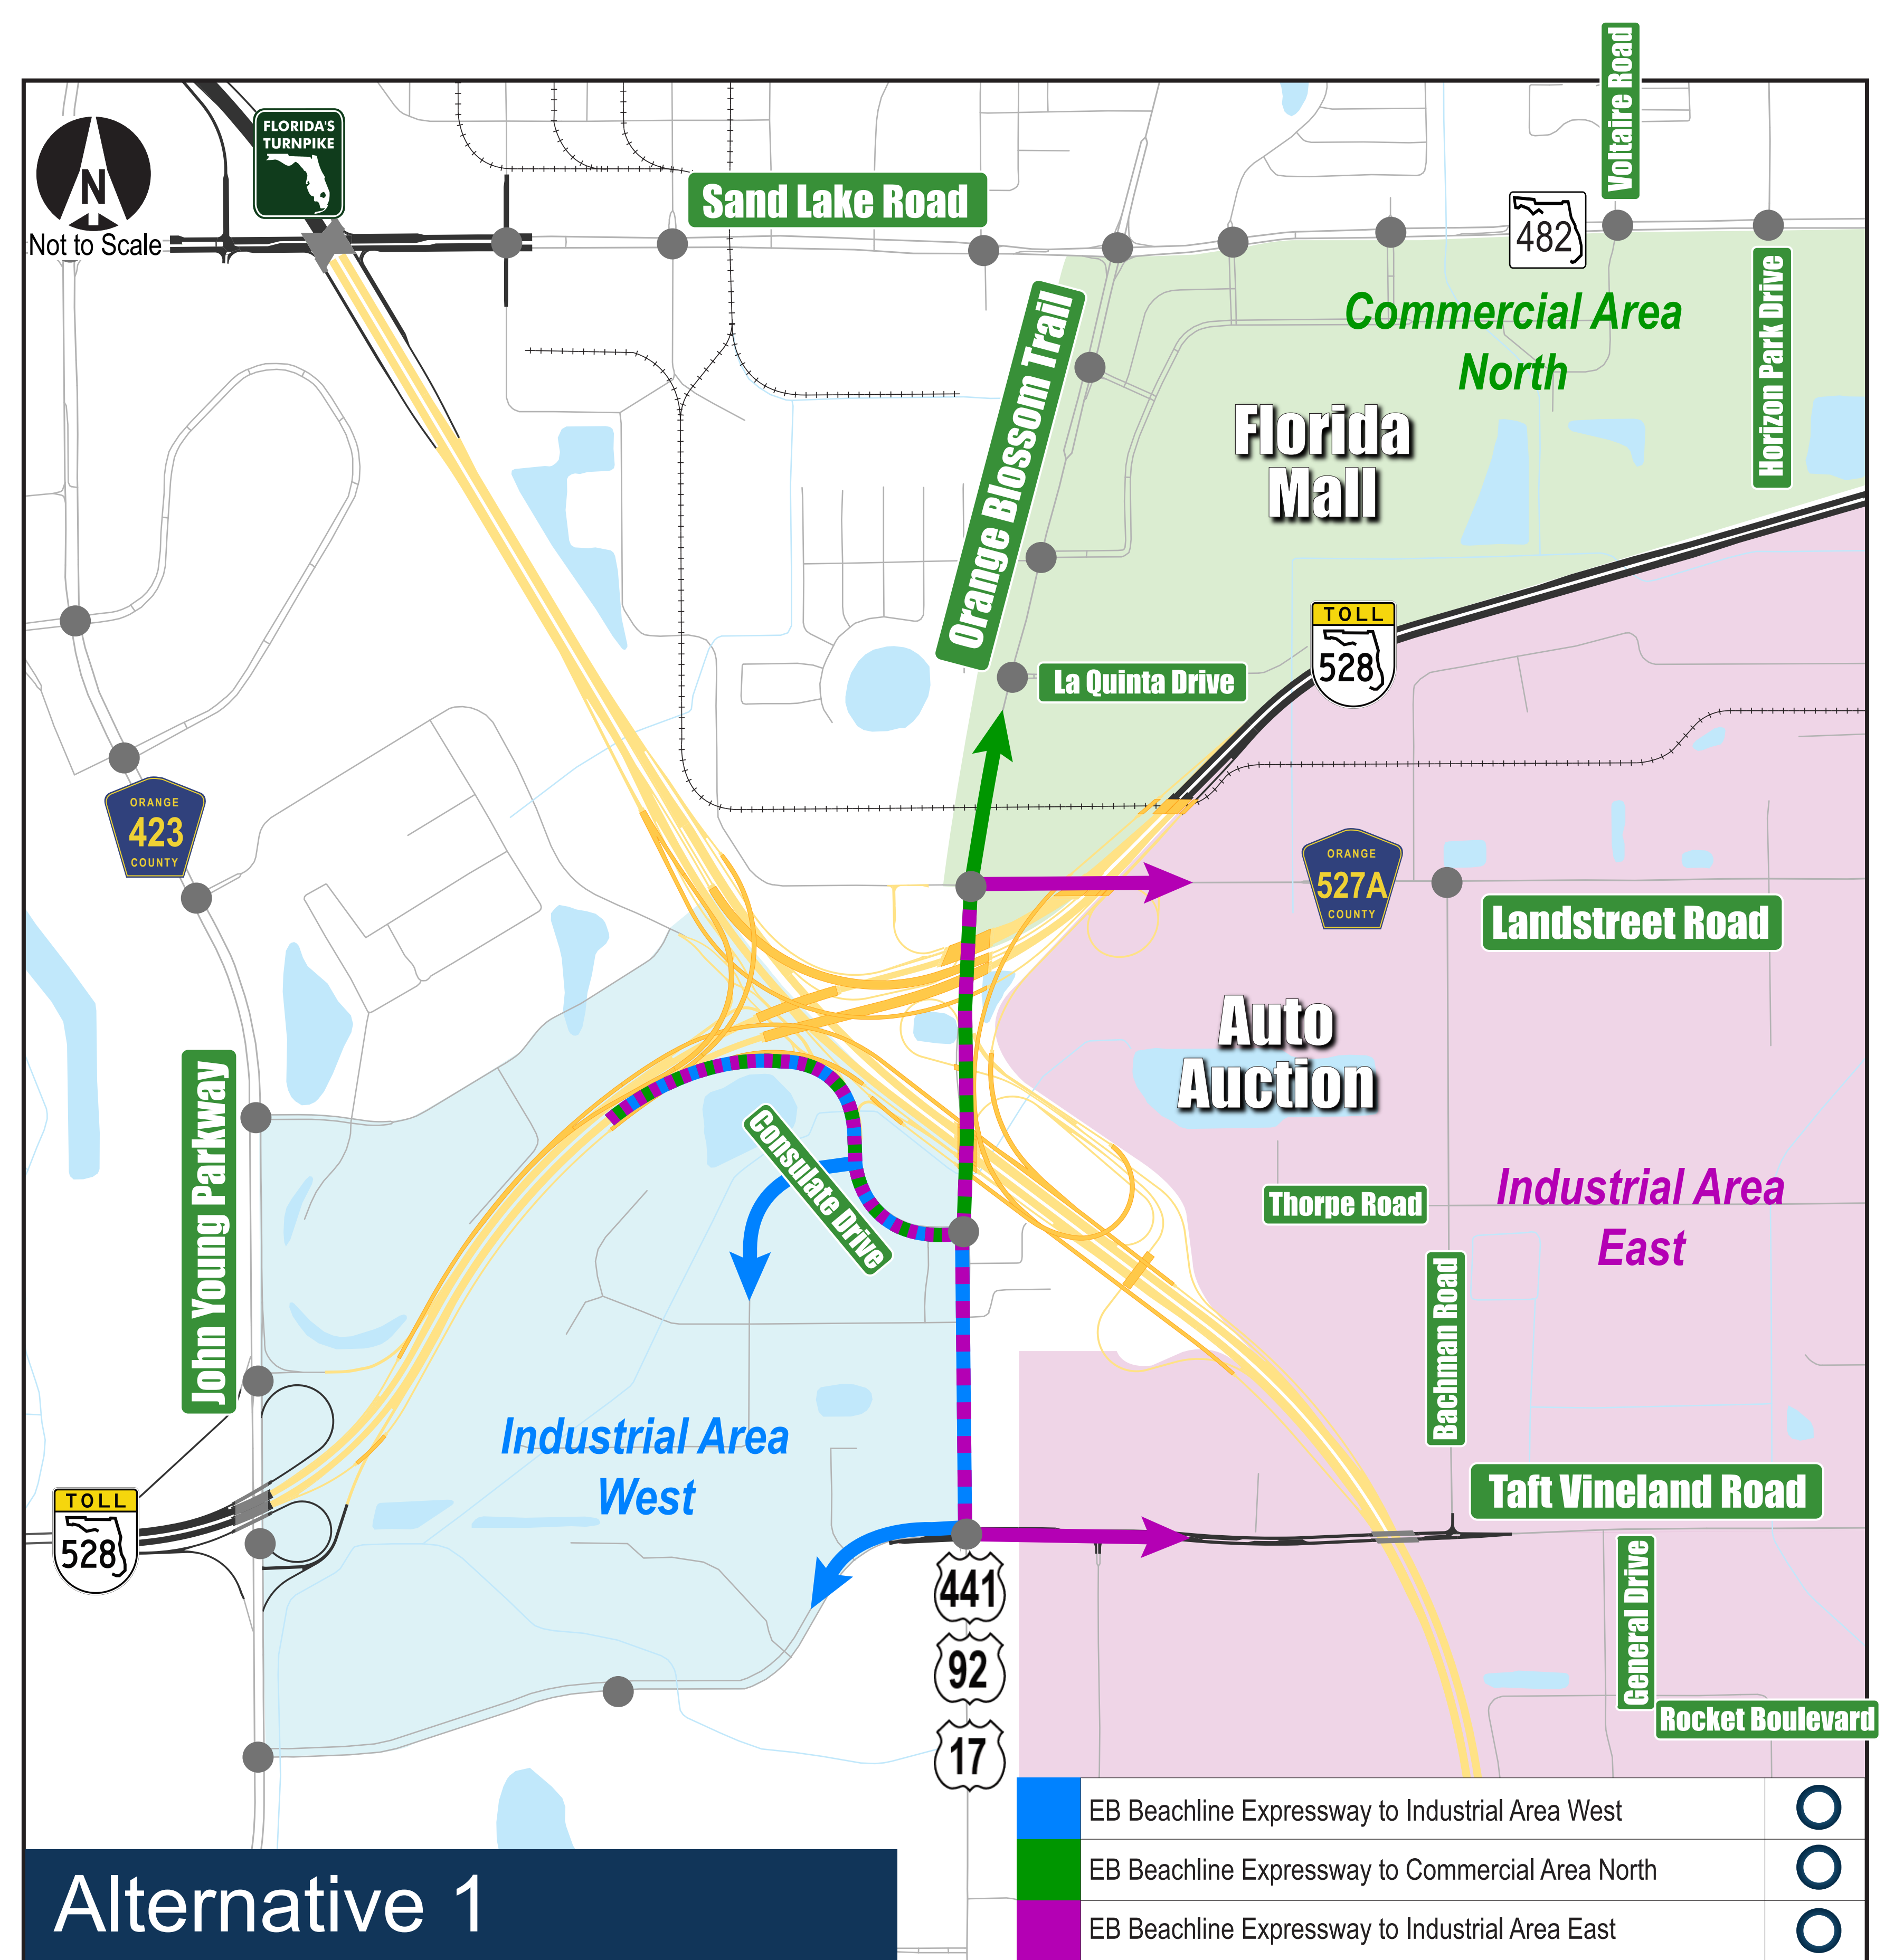 Voltaire Road
FLORIDA'S
TURNPIKE
N
Not to Scale
Sand Lake Road
482
Horizon Park Drive
Commercial Area
North
Orange Blossom Trail
Florida
Mall
TOLL
528
La Quinta Drive
ORANGE
423
COUNTY
ORANGE
527A
COUNTY
Landstreet Road
Auto
Auction
John Young Parkway
Consulate Drive
Thorpe Road
Industrial Area
East
Bachman Road
Industrial Area
West
Taft Vineland Road
TOLL
528
441
92
17
General Drive
Rocket Boulevard
EB Beachline Expressway to Industrial Area West
EB Beachline Expressway to Commercial Area North
EB Beachline Expressway to Industrial Area East
Alternative 1